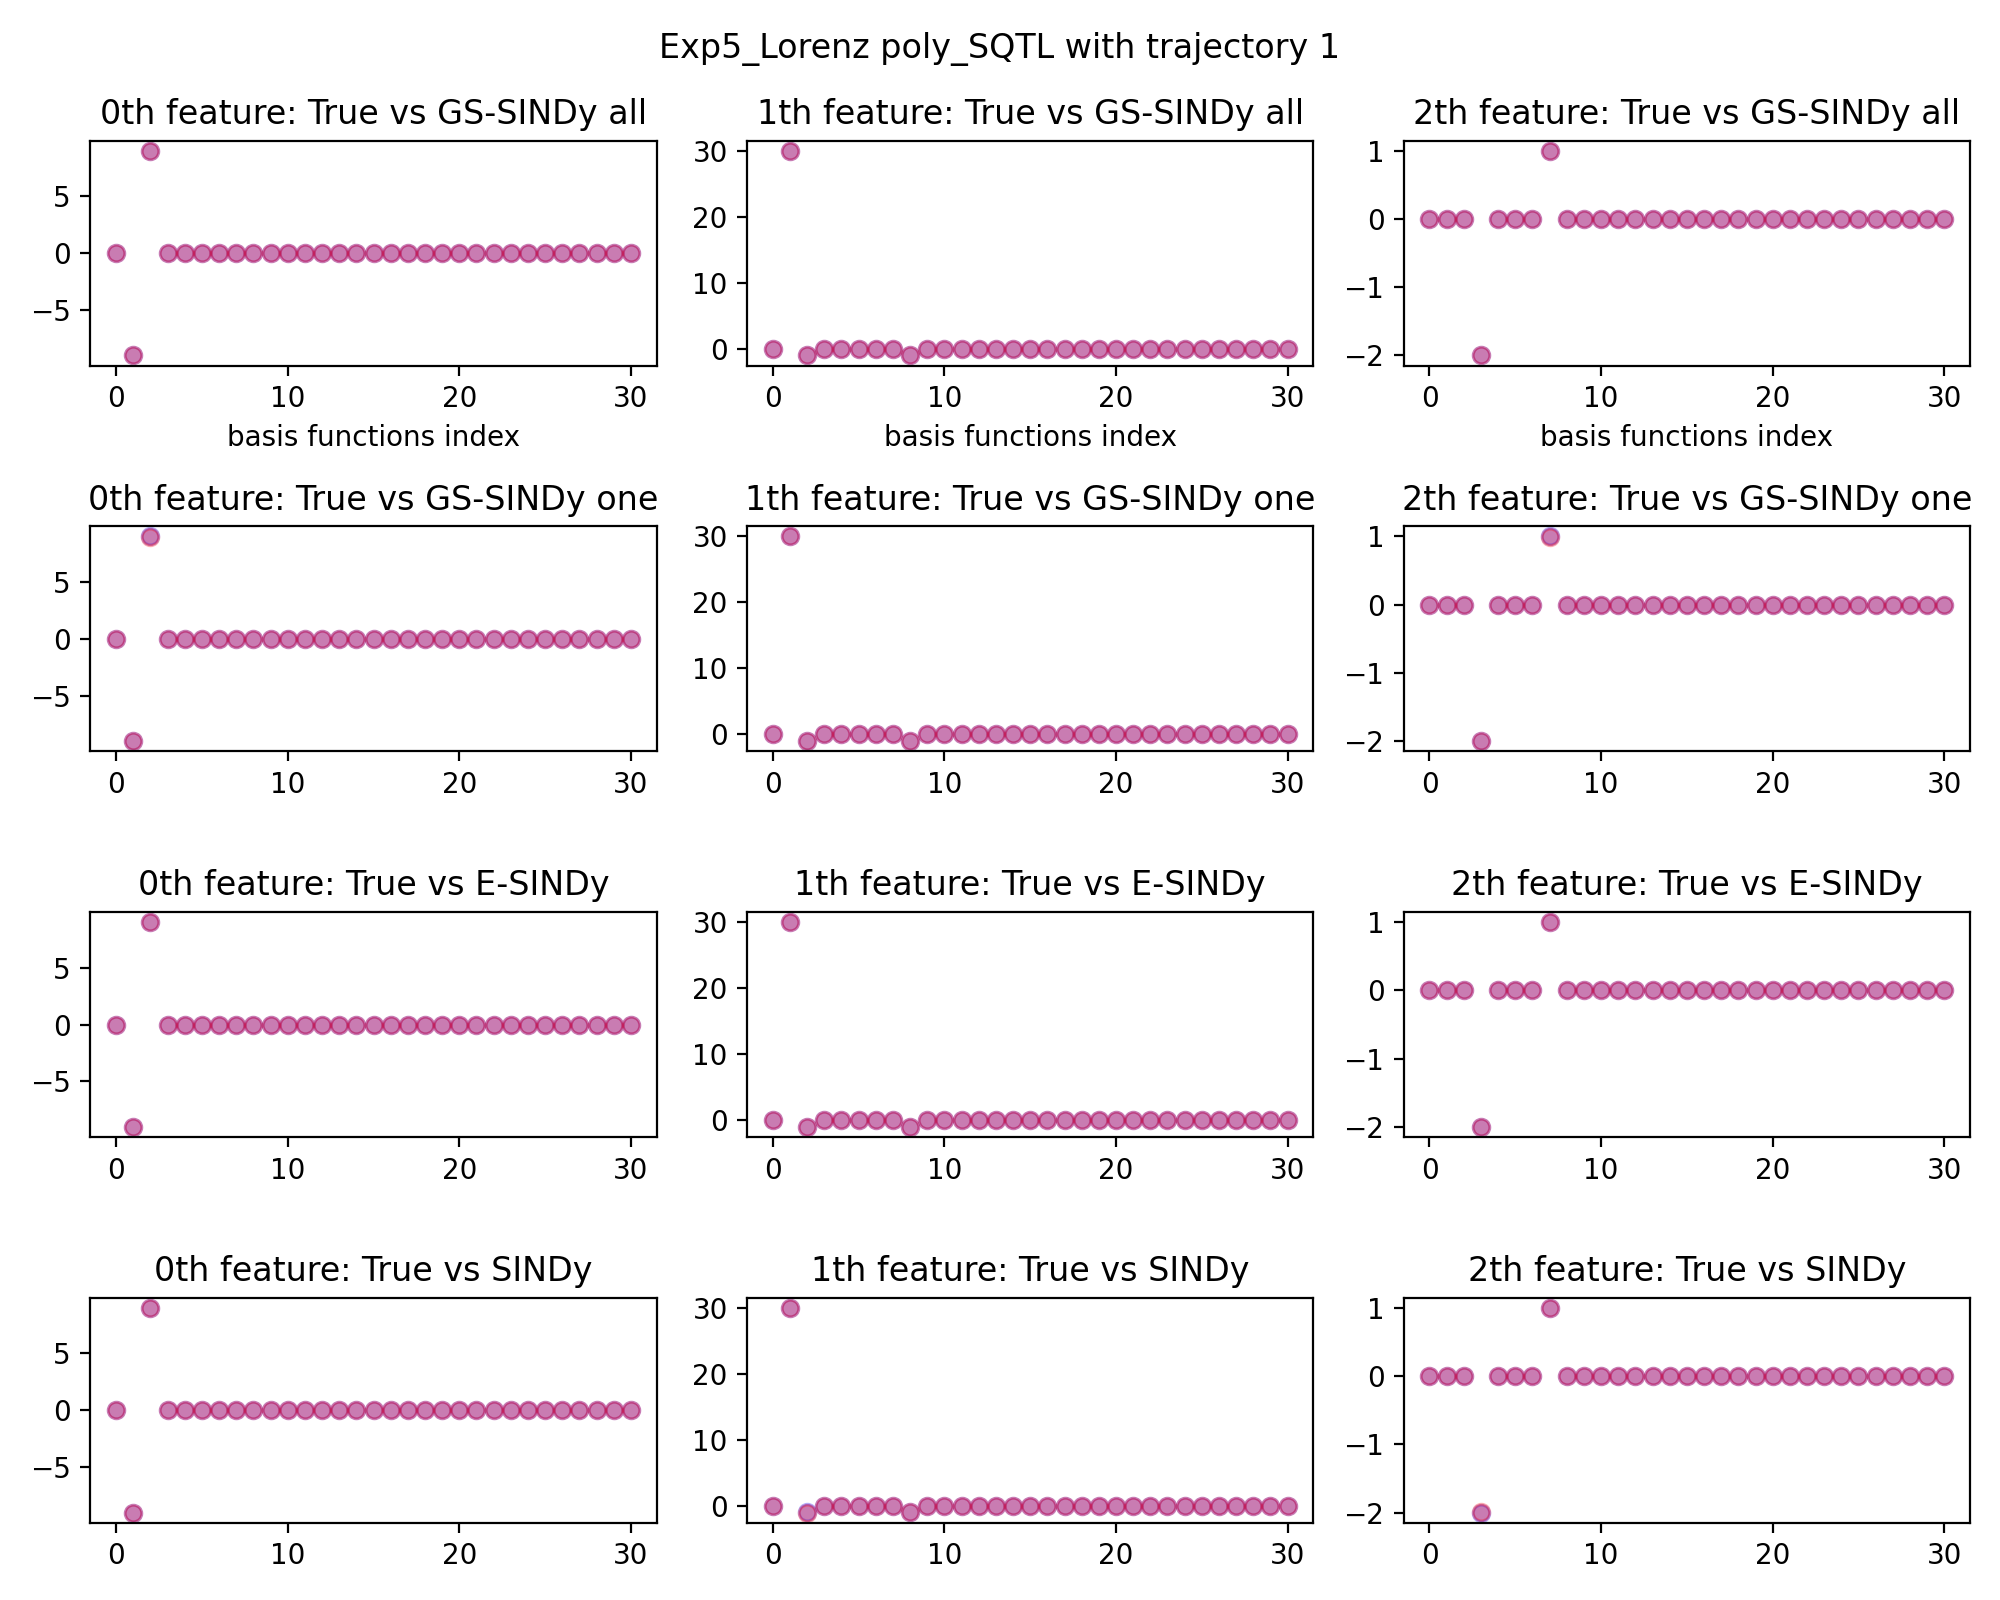 Exp5_Lorenz poly_SQTL with trajectory 1
0th feature: True vs GS-SINDy all
1th feature: True vs GS-SINDy all
2th feature: True vs GS-SINDy all
5
0
−5
30
20
10
0
1
0
−1
−2
0 10 20 30
0 10 20 30
0 10 20 30
basis functions index
basis functions index
basis functions index
0th feature: True vs GS-SINDy one
1th feature: True vs GS-SINDy one
2th feature: True vs GS-SINDy one
5
0
−5
30
20
10
0
1
0
−1
−2
0 10 20 30
0 10 20 30
0 10 20 30
0th feature: True vs E-SINDy
1th feature: True vs E-SINDy
2th feature: True vs E-SINDy
5
0
−5
30
20
10
0
1
0
−1
−2
0 10 20 30
0 10 20 30
0 10 20 30
0th feature: True vs SINDy
1th feature: True vs SINDy
2th feature: True vs SINDy
5
0
−5
30
20
10
0
1
0
−1
−2
0 10 20 30
0 10 20 30
0 10 20 30